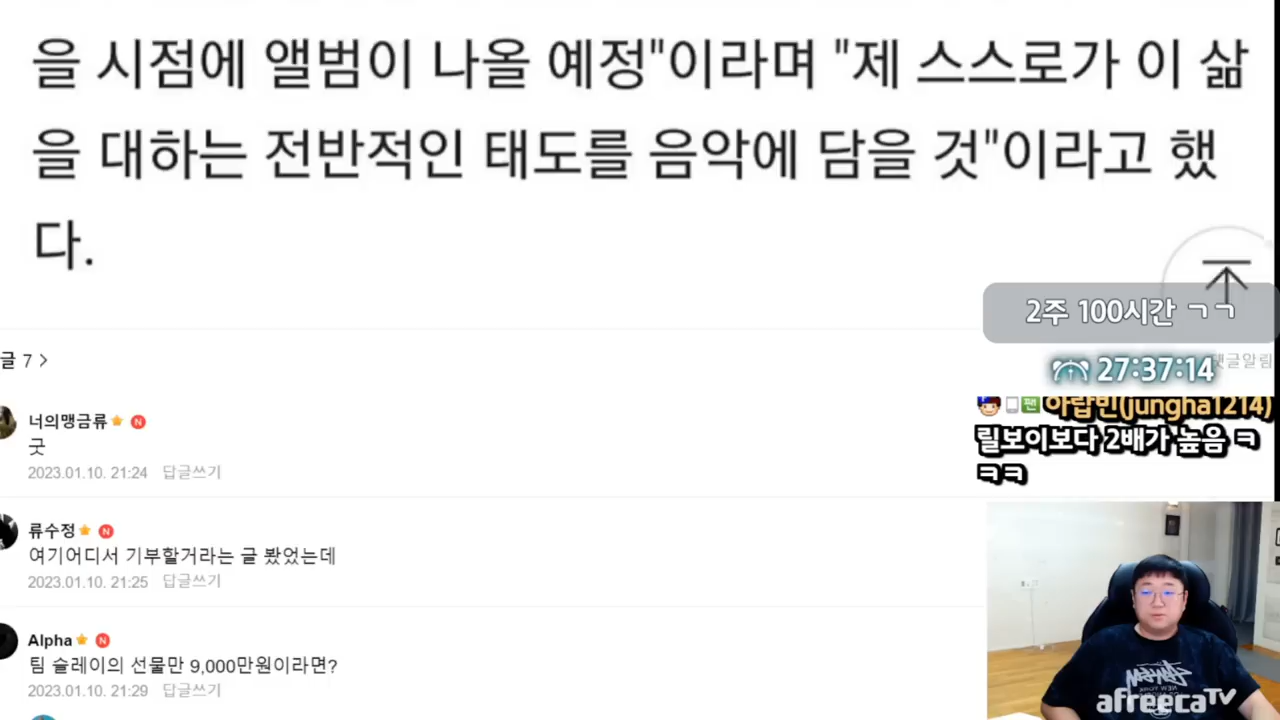 을 시점에 앨범이 나올 예정"이라며 "제 스스로가 이 삶
을 대하는 전반적인 태도를 음악에 담을 것"이라고 했
다.
2주 100시간 ㄱㄱ
글 7 >
27:37:14
댓글알림
너의맹금류 N
굿
2023.01.10. 21:24 답글쓰기
팬 아랍빈(jungha1214)
릴보이보다 2배가 높음 ㅋ
ㅋㅋ
류수정 N
여기어디서 기부할거라는 글 봤었는데
2023.01.10. 21:25 답글쓰기
Alpha N
팀 슬레이의 선물만 9,000만원이라면?
2023.01.10. 21:29 답글쓰기
NEW YORK
afreecaTV